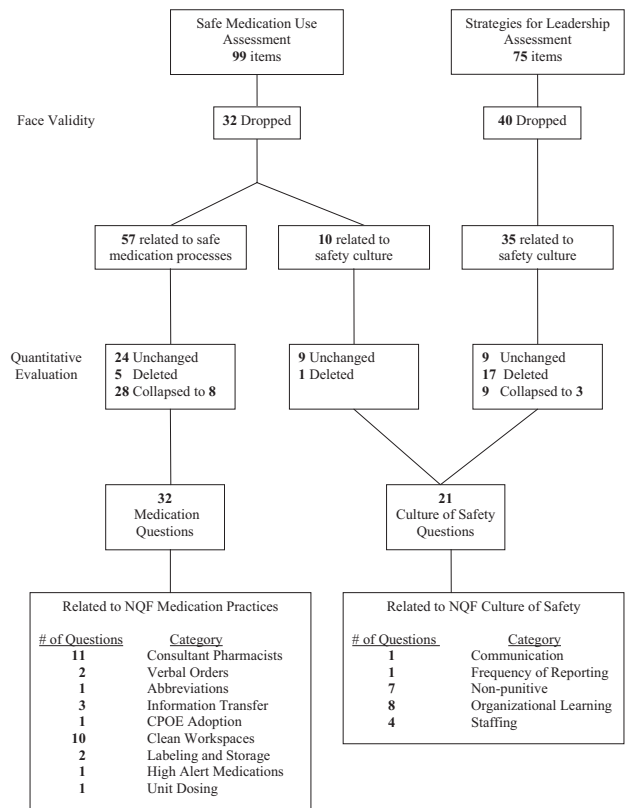 Safe Medication Use
Assessment
99 items
Strategies for Leadership
Assessment
75 items
Face Validity
32 Dropped
40 Dropped
57 related to safe
medication processes
10 related to
safety culture
35 related to
safety culture
Quantitative
Evaluation
24 Unchanged
5 Deleted
28 Collapsed to 8
9 Unchanged
1 Deleted
9 Unchanged
17 Deleted
9 Collapsed to 3
32
Medication
Questions
21
Culture of Safety
Questions
Related to NQF Medication Practices
# of Questions Category
11 Consultant Pharmacists
2 Verbal Orders
1 Abbreviations
3 Information Transfer
1 CPOE Adoption
10 Clean Workspaces
2 Labeling and Storage
1 High Alert Medications
1 Unit Dosing
Related to NQF Culture of Safety
# of Questions Category
1 Communication
1 Frequency of Reporting
7 Non-punitive
8 Organizational Learning
4 Staffing